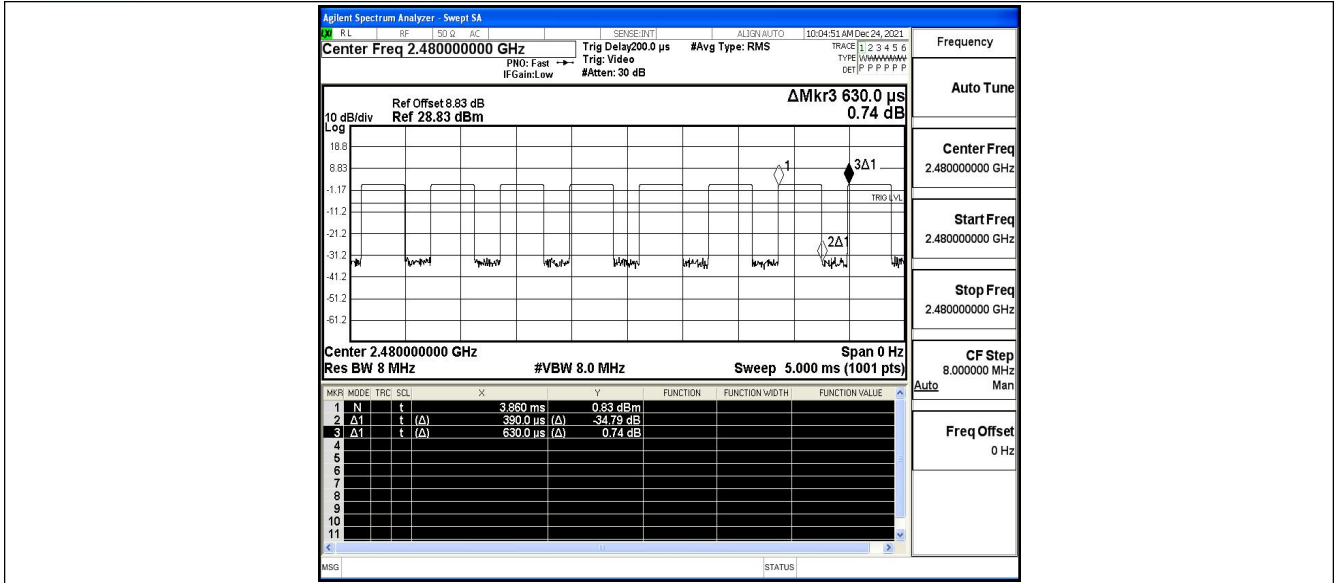 Agilent Spectrum Analyzer - Swept SA
LXI RL RF 50 Ω AC SENSE:INT ALIGN AUTO 10:04:51 AM Dec 24, 2021
Center Freq 2.480000000 GHz
PNO: Fast
IFGain:Low
Trig Delay200.0 µs
Trig: Video
#Atten: 30 dB
#Avg Type: RMS
TRACE 1 2 3 4 5 6
TYPE WWWWWW
DET P P P P P P
Ref Offset 8.83 dB
10 dB/div Ref 28.83 dBm
Log
ΔMkr3 630.0 µs
0.74 dB
18.8
8.83
-1.17
-11.2
-21.2
-31.2
-41.2
-51.2
-61.2
1
3Δ1
TRIG LVL
2Δ1
Center 2.480000000 GHz Span 0 Hz
Res BW 8 MHz #VBW 8.0 MHz Sweep 5.000 ms (1001 pts)
MKR MODE TRC SCL X Y FUNCTION FUNCTION WIDTH FUNCTION VALUE
1 N t 3.860 ms 0.83 dBm
2 Δ1 t (Δ) 390.0 µs (Δ) -34.79 dB
3 Δ1 t (Δ) 630.0 µs (Δ) 0.74 dB
4
5
6
7
8
9
10
11
MSG STATUS
Frequency
Auto Tune
Center Freq
2.480000000 GHz
Start Freq
2.480000000 GHz
Stop Freq
2.480000000 GHz
CF Step
8.000000 MHz
Auto Man
Freq Offset
0 Hz